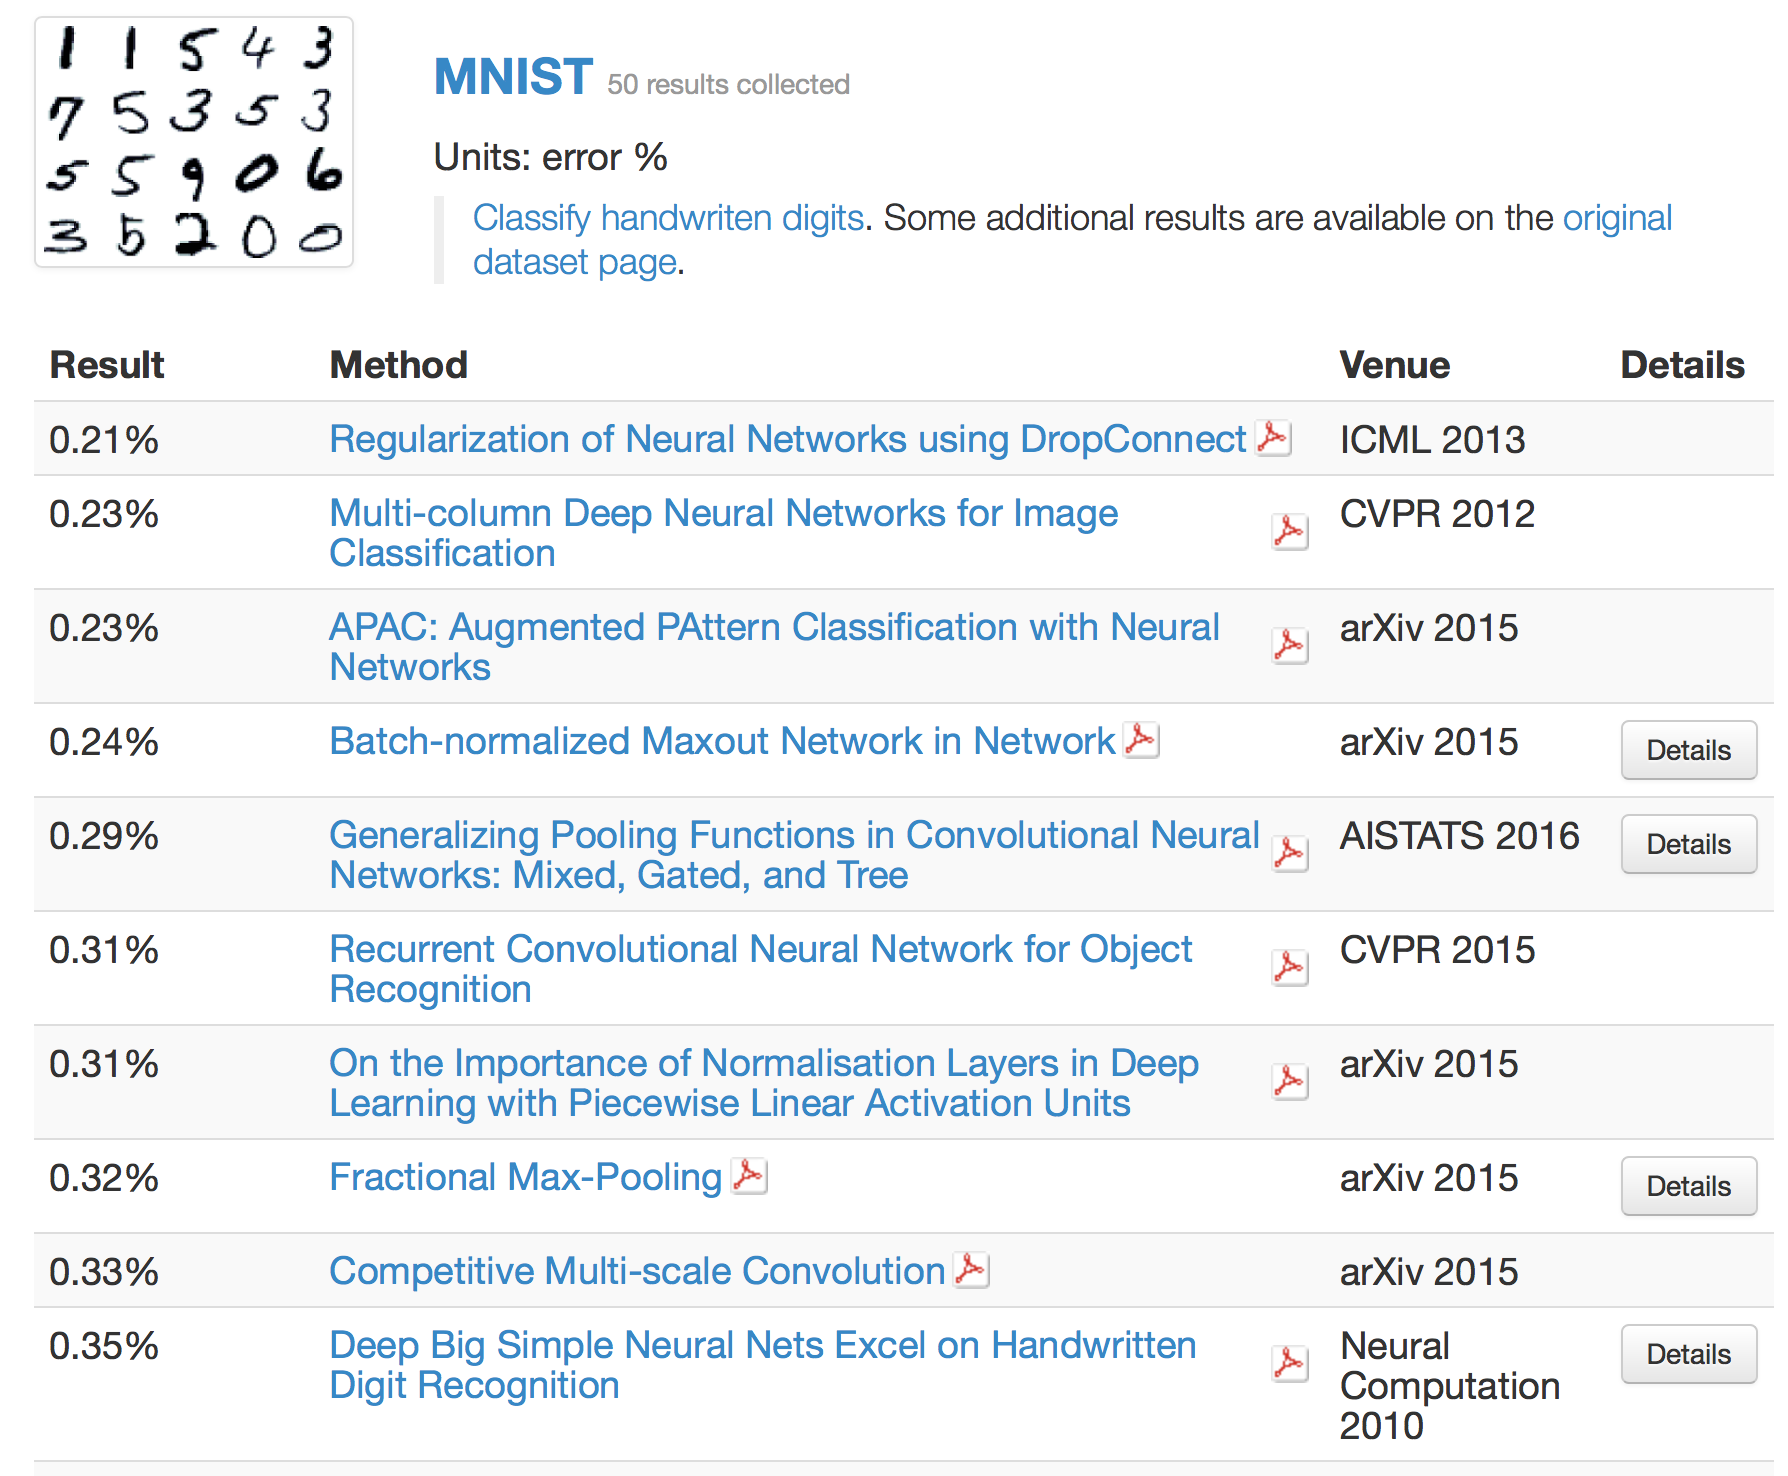 1 1 5 4 3
7 5 3 5 3
5 5 9 0 6
3 5 2 0 0
MNIST 50 results collected
Units: error %
Classify handwriten digits. Some additional results are available on the original
dataset page.
Result Method Venue Details
0.21% Regularization of Neural Networks using DropConnect ICML 2013
0.23% Multi-column Deep Neural Networks for Image CVPR 2012
Classification
0.23% APAC: Augmented PAttern Classification with Neural arXiv 2015
Networks
0.24% Batch-normalized Maxout Network in Network arXiv 2015 Details
0.29% Generalizing Pooling Functions in Convolutional Neural AISTATS 2016 Details
Networks: Mixed, Gated, and Tree
0.31% Recurrent Convolutional Neural Network for Object CVPR 2015
Recognition
0.31% On the Importance of Normalisation Layers in Deep arXiv 2015
Learning with Piecewise Linear Activation Units
0.32% Fractional Max-Pooling arXiv 2015 Details
0.33% Competitive Multi-scale Convolution arXiv 2015
0.35% Deep Big Simple Neural Nets Excel on Handwritten Neural Details
Digit Recognition Computation
2010